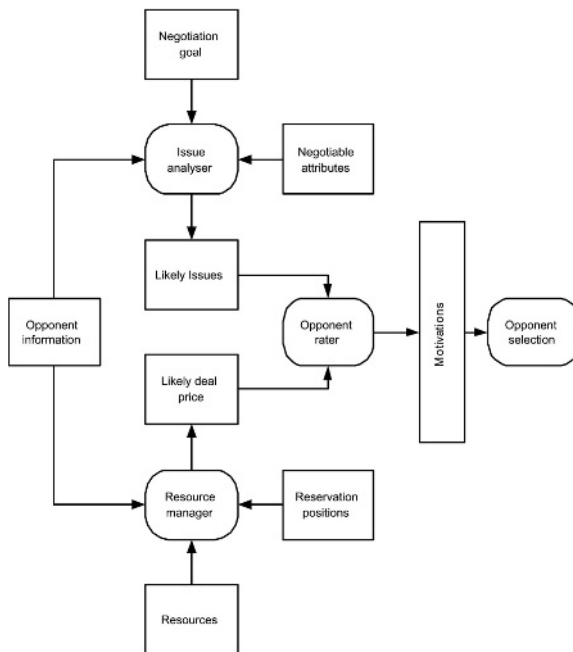 Negotiation
goal
Issue
analyser
Negotiable
attributes
Likely Issues
Opponent
information
Opponent
rater
Motivations
Opponent
selection
Likely deal
price
Resource
manager
Reservation
positions
Resources